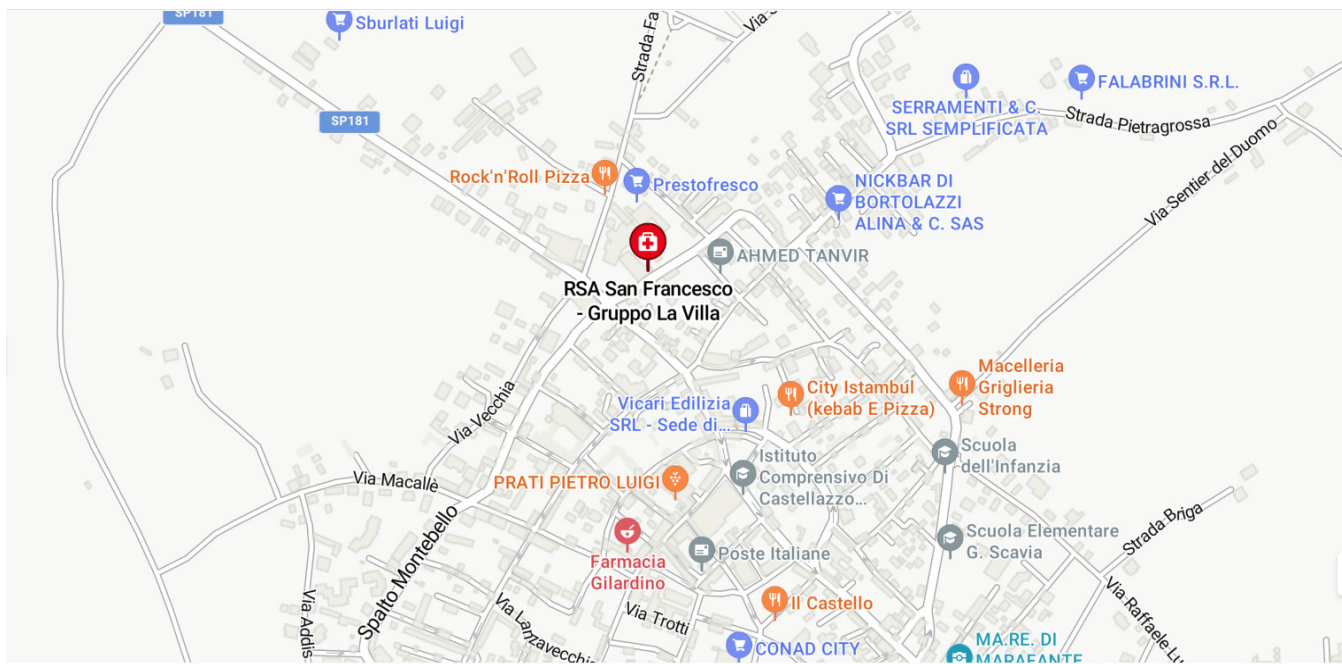 SP181
Sburlati Luigi
Strada Fa
SP181
FALABRINI S.R.L.
SERRAMENTI & C.
SRL SEMPLIFICATA
Strada Pietragrossa
Via Sentier del Duomo
Rock'n'Roll Pizza
Prestofresco
NICKBAR DI
BORTOLAZZI
ALINA & C. SAS
AHMED TANVIR
RSA San Francesco
- Gruppo La Villa
Macelleria
Griglieria
Strong
City Istambúl
(kebab E Pizza)
Vicari Edilizia
SRL - Sede di...
Via Vecchia
Scuola
dell'Infanzia
Istituto
Comprensivo Di
Castellazzo...
Via Macallè
PRATI PIETRO LUIGI
Strada Briga
Scuola Elementare
G. Scavia
Poste Italiane
Farmacia
Gilardino
Spalto Montebello
Via Addis
Via Lanzavecchia
Via Trotti
Il Castello
Via Raffaele Lu
CONAD CITY
MA.RE. DI
MARAFANTE